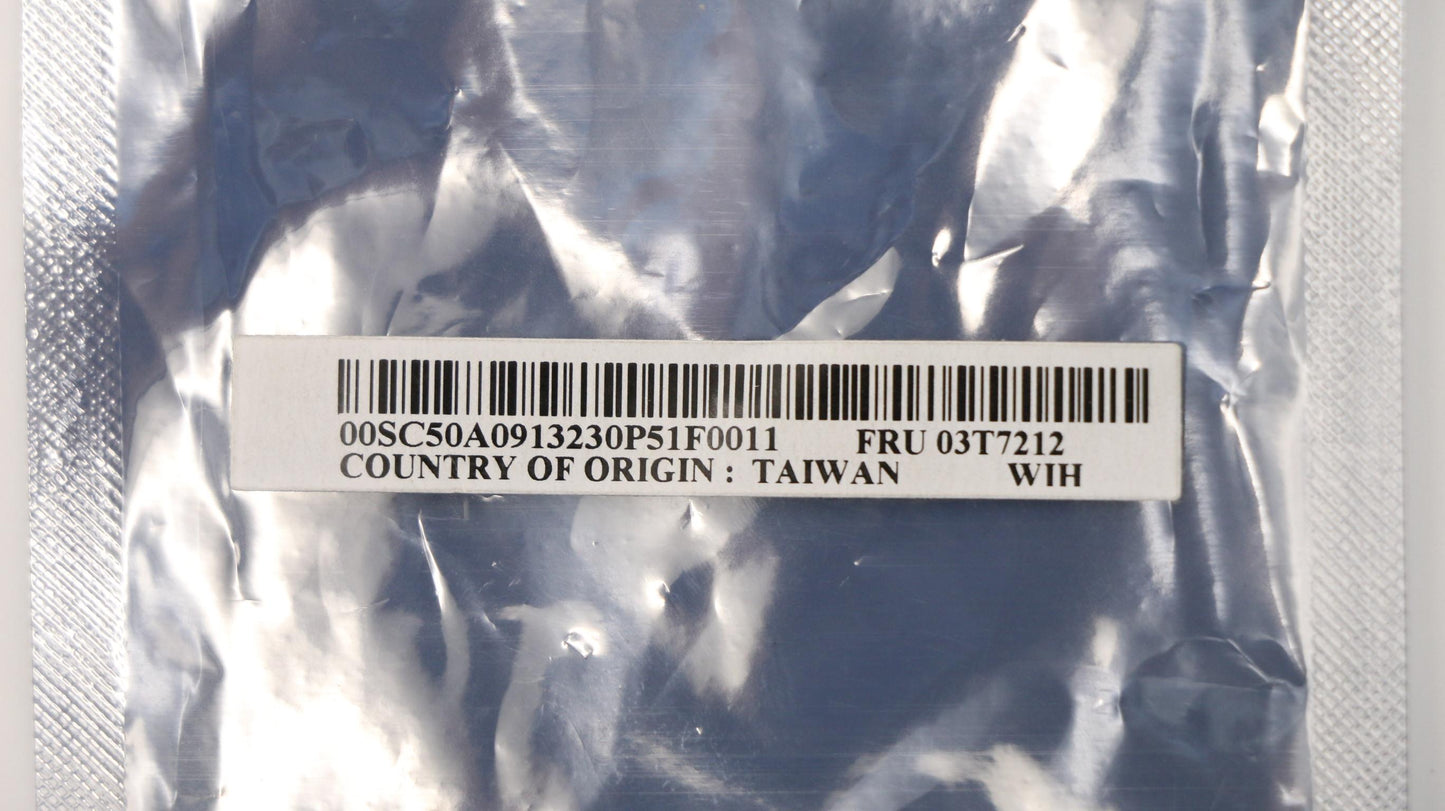 00SC50A0913230P51F0011 FRU 03T7212
COUNTRY OF ORIGIN : TAIWAN WIH